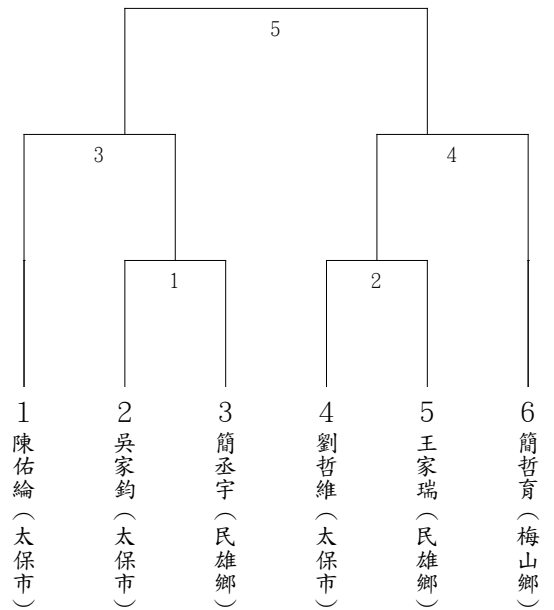 5
3
4
1
2
1
陳佑綸（太保市）
2
吳家鈞（太保市）
3
簡丞宇（民雄鄉）
4
劉哲維（太保市）
5
王家瑞（民雄鄉）
6
簡哲育（梅山鄉）